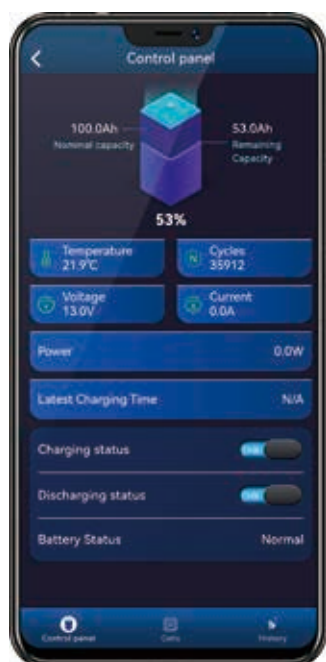 Control panel
100.0Ah
Nominal capacity
53.0Ah
Remaining
Capacity
53%
Temperature
21.9°C
Cycles
35912
Voltage
13.0V
Current
0.0A
Power
0.0W
Latest Charging Time
N/A
Charging status
Discharging status
Battery Status
Normal
Control panel
History